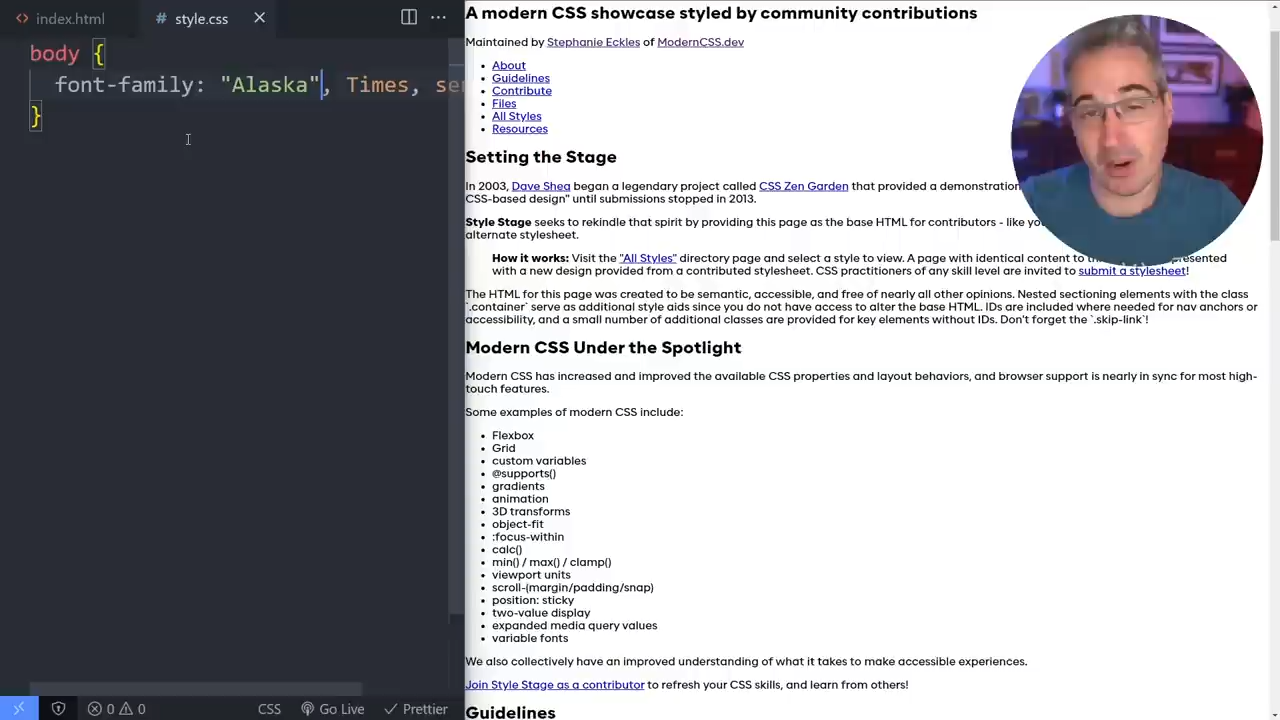 index.html
# style.css
body {
font-family: "Alaska", Times, ser
}
0 0
CSS
Go Live
Prettier
A modern CSS showcase styled by community contributions
Maintained by Stephanie Eckles of ModernCSS.dev
About
Guidelines
Contribute
Files
All Styles
Resources
Setting the Stage
In 2003, Dave Shea began a legendary project called CSS Zen Garden that provided a demonstration
CSS-based design" until submissions stopped in 2013.
Style Stage seeks to rekindle that spirit by providing this page as the base HTML for contributors - like
alternate stylesheet.
How it works: Visit the "All Styles" directory page and select a style to view. A page with identical content to
with a new design provided from a contributed stylesheet. CSS practitioners of any skill level are invited to submit a stylesheet!
The HTML for this page was created to be semantic, accessible, and free of nearly all other opinions. Nested sectioning elements with the class
`.container` serve as additional style aids since you do not have access to alter the base HTML. IDs are included where needed for nav anchors or
accessibility, and a small number of additional classes are provided for key elements without IDs. Don't forget the `.skip-link`!
Modern CSS Under the Spotlight
Modern CSS has increased and improved the available CSS properties and layout behaviors, and browser support is nearly in sync for most high-
touch features.
Some examples of modern CSS include:
Flexbox
Grid
custom variables
@supports()
gradients
animation
3D transforms
object-fit
:focus-within
calc()
min() / max() / clamp()
viewport units
scroll-(margin/padding/snap)
position: sticky
two-value display
expanded media query values
variable fonts
We also collectively have an improved understanding of what it takes to make accessible experiences.
Join Style Stage as a contributor to refresh your CSS skills, and learn from others!
Guidelines